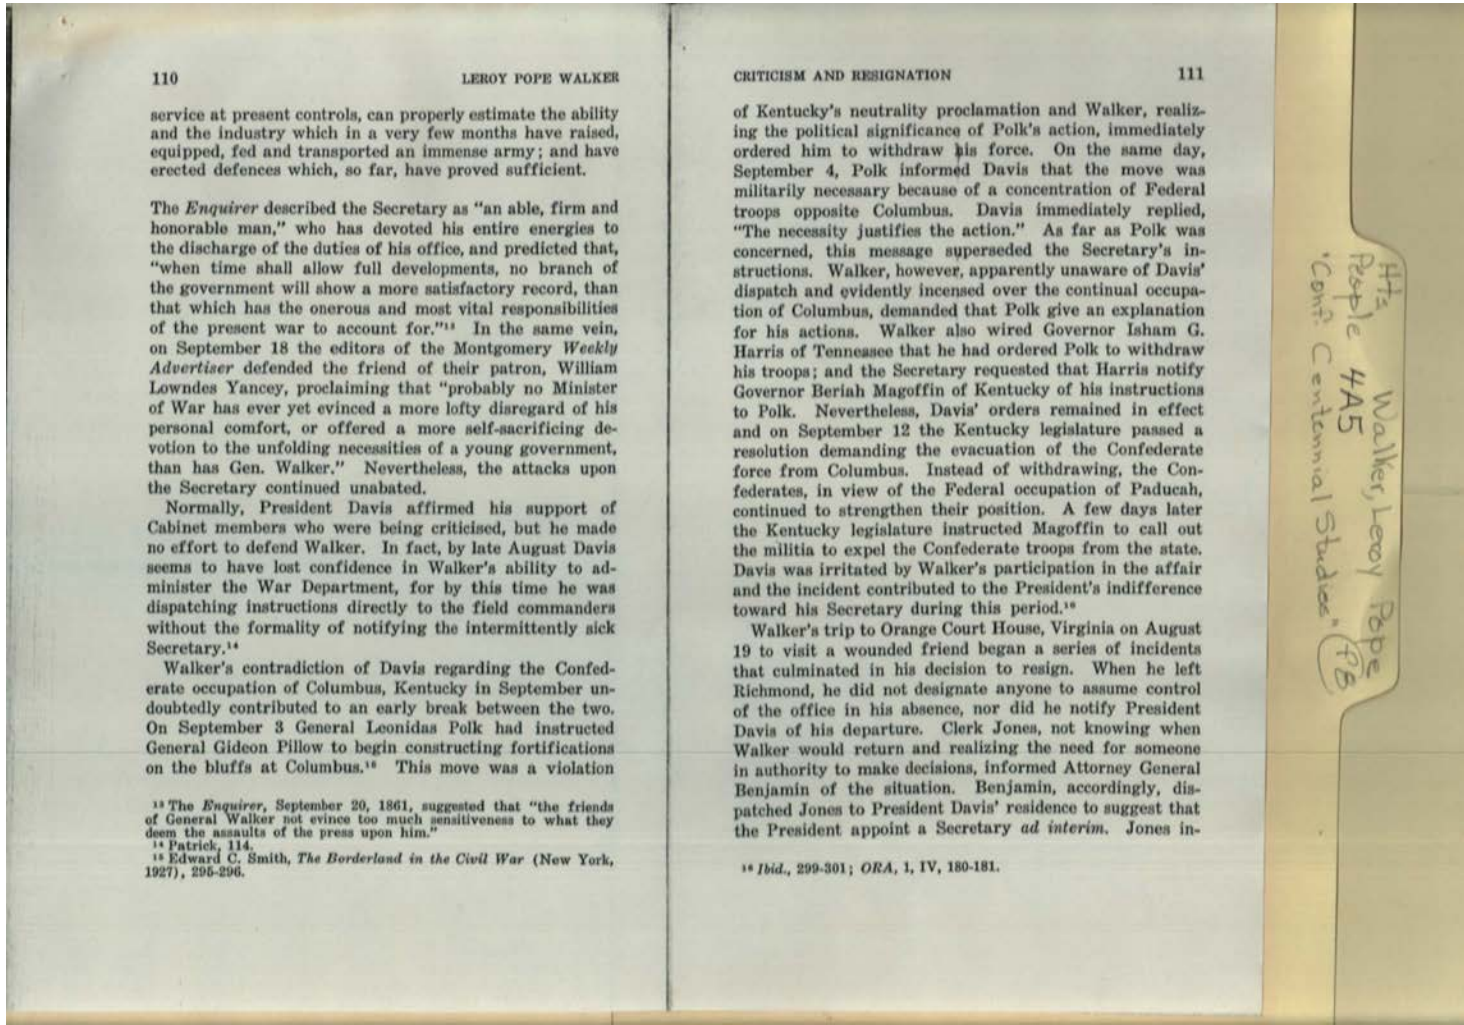 110 LEROY POPE WALKER
service at present controls, can properly estimate the ability
and the industry which in a very few months have raised,
equipped, fed and transported an immense army; and have
erected defences which, so far, have proved sufficient.
The Enquirer described the Secretary as "an able, firm and
honorable man," who has devoted his entire energies to
the discharge of the duties of his office, and predicted that,
"when time shall allow full developments, no branch of
the government will show a more satisfactory record, than
that which has the onerous and most vital responsibilities
of the present war to account for."¹³ In the same vein,
on September 18 the editors of the Montgomery Weekly
Advertiser defended the friend of their patron, William
Lowndes Yancey, proclaiming that "probably no Minister
of War has ever yet evinced a more lofty disregard of his
personal comfort, or offered a more self-sacrificing de-
votion to the unfolding necessities of a young government,
than has Gen. Walker." Nevertheless, the attacks upon
the Secretary continued unabated.
Normally, President Davis affirmed his support of
Cabinet members who were being criticised, but he made
no effort to defend Walker. In fact, by late August Davis
seems to have lost confidence in Walker's ability to ad-
minister the War Department, for by this time he was
dispatching instructions directly to the field commanders
without the formality of notifying the intermittently sick
Secretary.¹⁴
Walker's contradiction of Davis regarding the Confed-
erate occupation of Columbus, Kentucky in September un-
doubtedly contributed to an early break between the two.
On September 3 General Leonidas Polk had instructed
General Gideon Pillow to begin constructing fortifications
on the bluffs at Columbus.¹⁵ This move was a violation
¹³ The Enquirer, September 20, 1861, suggested that "the friends
of General Walker not evince too much sensitiveness to what they
deem the assaults of the press upon him."
¹⁴ Patrick, 114.
¹⁵ Edward C. Smith, The Borderland in the Civil War (New York,
1927), 295-296.
CRITICISM AND RESIGNATION 111
of Kentucky's neutrality proclamation and Walker, realiz-
ing the political significance of Polk's action, immediately
ordered him to withdraw his force. On the same day,
September 4, Polk informed Davis that the move was
militarily necessary because of a concentration of Federal
troops opposite Columbus. Davis immediately replied,
"The necessity justifies the action." As far as Polk was
concerned, this message superseded the Secretary's in-
structions. Walker, however, apparently unaware of Davis'
dispatch and evidently incensed over the continual occupa-
tion of Columbus, demanded that Polk give an explanation
for his actions. Walker also wired Governor Isham G.
Harris of Tennessee that he had ordered Polk to withdraw
his troops; and the Secretary requested that Harris notify
Governor Beriah Magoffin of Kentucky of his instructions
to Polk. Nevertheless, Davis' orders remained in effect
and on September 12 the Kentucky legislature passed a
resolution demanding the evacuation of the Confederate
force from Columbus. Instead of withdrawing, the Con-
federates, in view of the Federal occupation of Paducah,
continued to strengthen their position. A few days later
the Kentucky legislature instructed Magoffin to call out
the militia to expel the Confederate troops from the state.
Davis was irritated by Walker's participation in the affair
and the incident contributed to the President's indifference
toward his Secretary during this period.¹⁶
Walker's trip to Orange Court House, Virginia on August
19 to visit a wounded friend began a series of incidents
that culminated in his decision to resign. When he left
Richmond, he did not designate anyone to assume control
of the office in his absence, nor did he notify President
Davis of his departure. Clerk Jones, not knowing when
Walker would return and realizing the need for someone
in authority to make decisions, informed Attorney General
Benjamin of the situation. Benjamin, accordingly, dis-
patched Jones to President Davis' residence to suggest that
the President appoint a Secretary ad interim. Jones in-
¹⁶ Ibid., 299-301; ORA, 1, IV, 180-181.
Walker, Leroy Pope
People 4A5
"Conf. Centennial Studies"